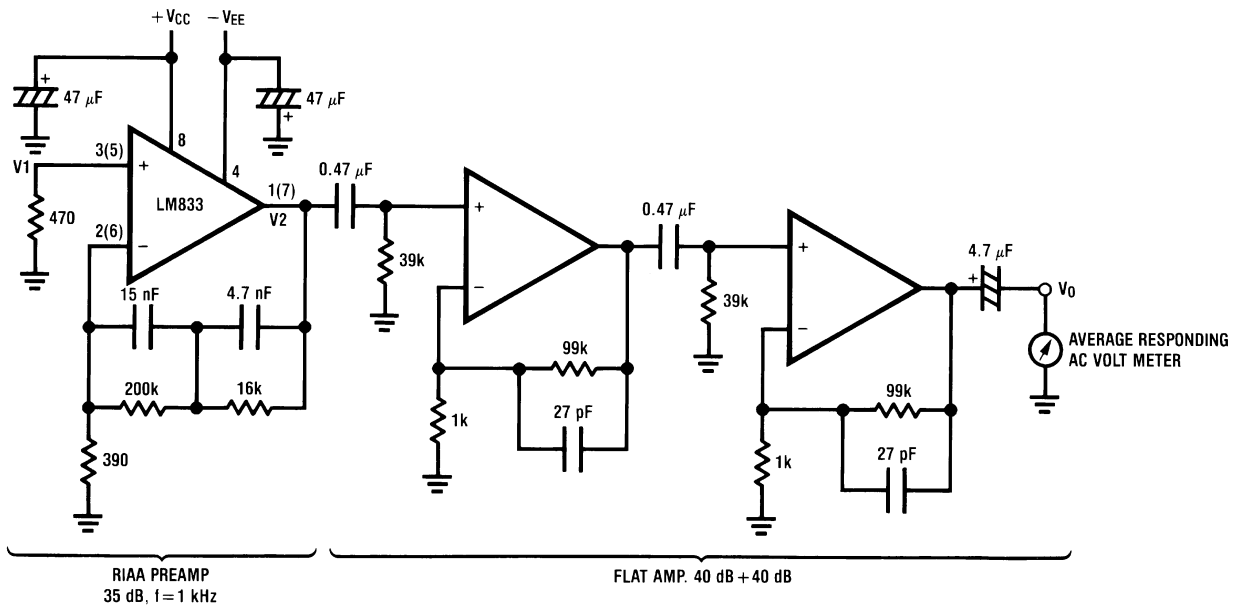 +VCC
−VEE
+
47 µF
47 µF
+
8
3(5)
V1
+
4
0.47 µF
1(7)
LM833
V2
470
2(6)
−
39k
+
0.47 µF
−
39k
+
4.7 µF
+
VO
−
15 nF
4.7 nF
200k
16k
390
99k
1k
27 pF
AVERAGE RESPONDING
AC VOLT METER
99k
1k
27 pF
RIAA PREAMP
35 dB, f=1 kHz
FLAT AMP. 40 dB+40 dB